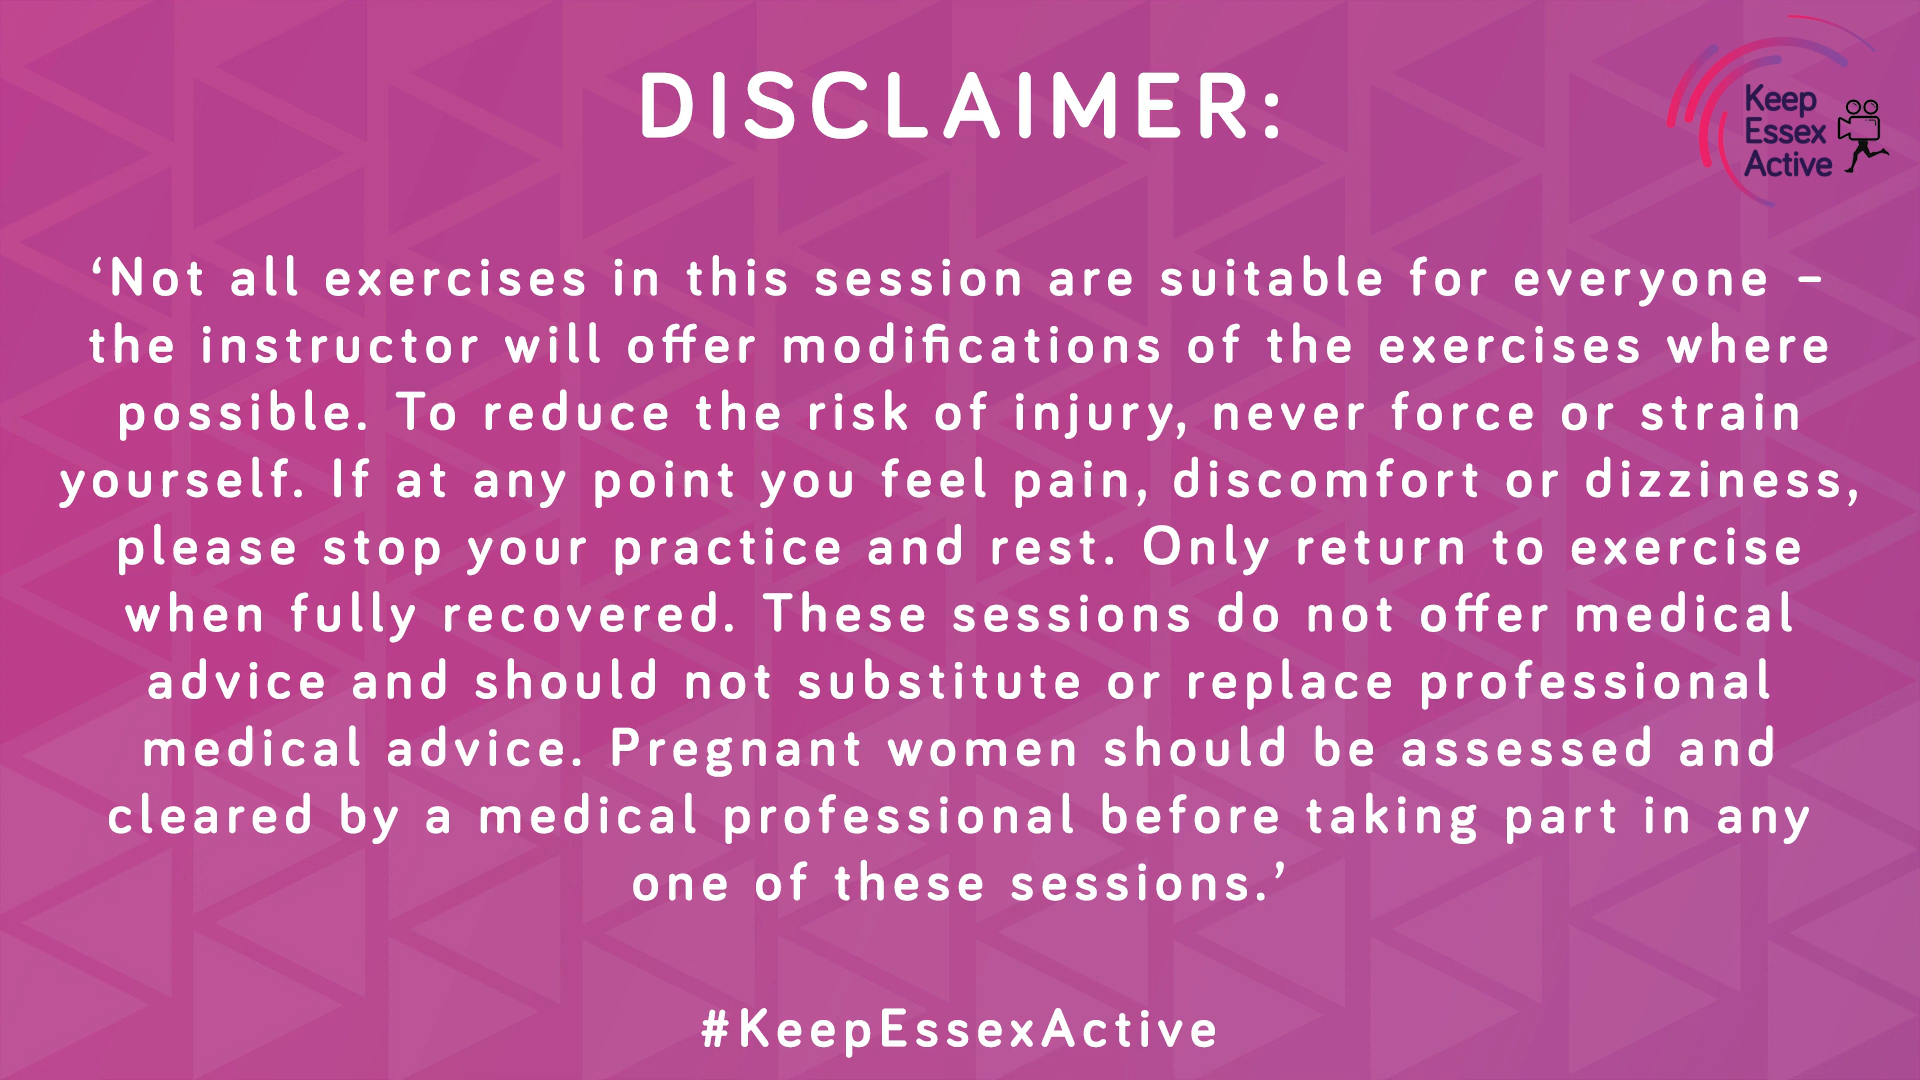 DISCLAIMER:
Keep
Essex
Active
‘Not all exercises in this session are suitable for everyone –
the instructor will offer modifications of the exercises where
possible. To reduce the risk of injury, never force or strain
yourself. If at any point you feel pain, discomfort or dizziness,
please stop your practice and rest. Only return to exercise
when fully recovered. These sessions do not offer medical
advice and should not substitute or replace professional
medical advice. Pregnant women should be assessed and
cleared by a medical professional before taking part in any
one of these sessions.’
#KeepEssexActive